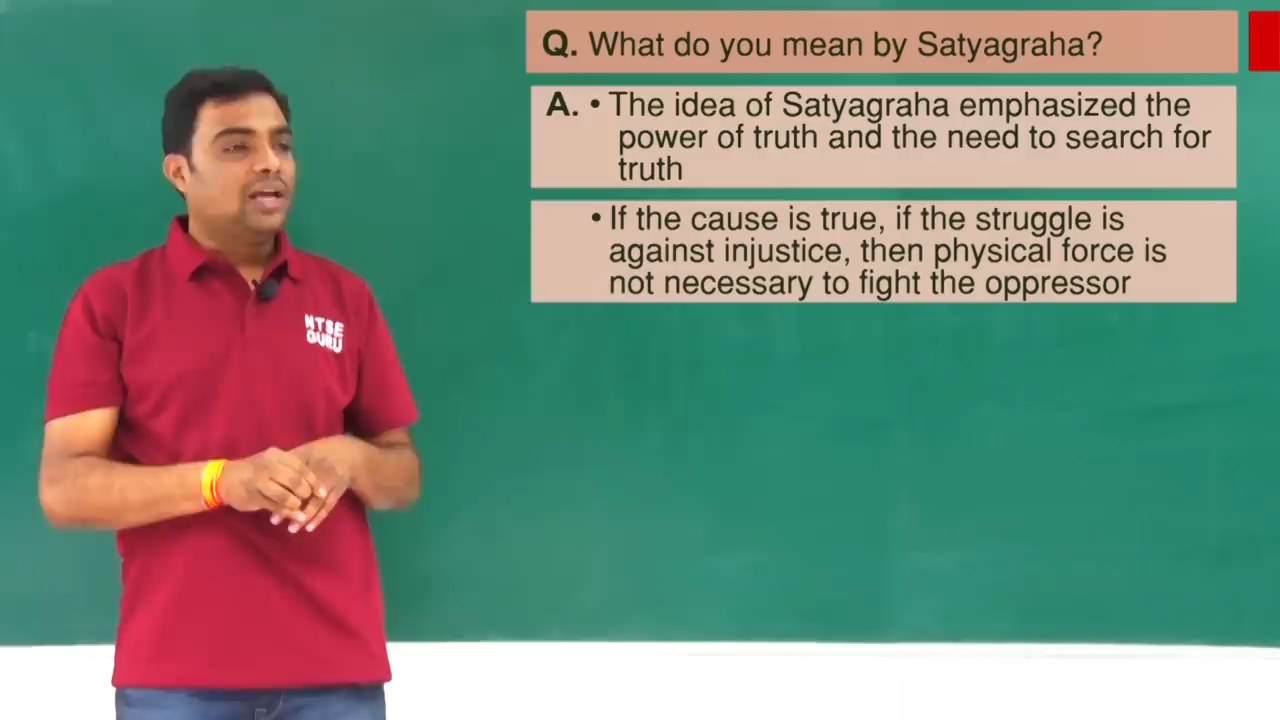 Q. What do you mean by Satyagraha?
A. • The idea of Satyagraha emphasized the
power of truth and the need to search for
truth
• If the cause is true, if the struggle is
against injustice, then physical force is
not necessary to fight the oppressor
NTSE
GURU